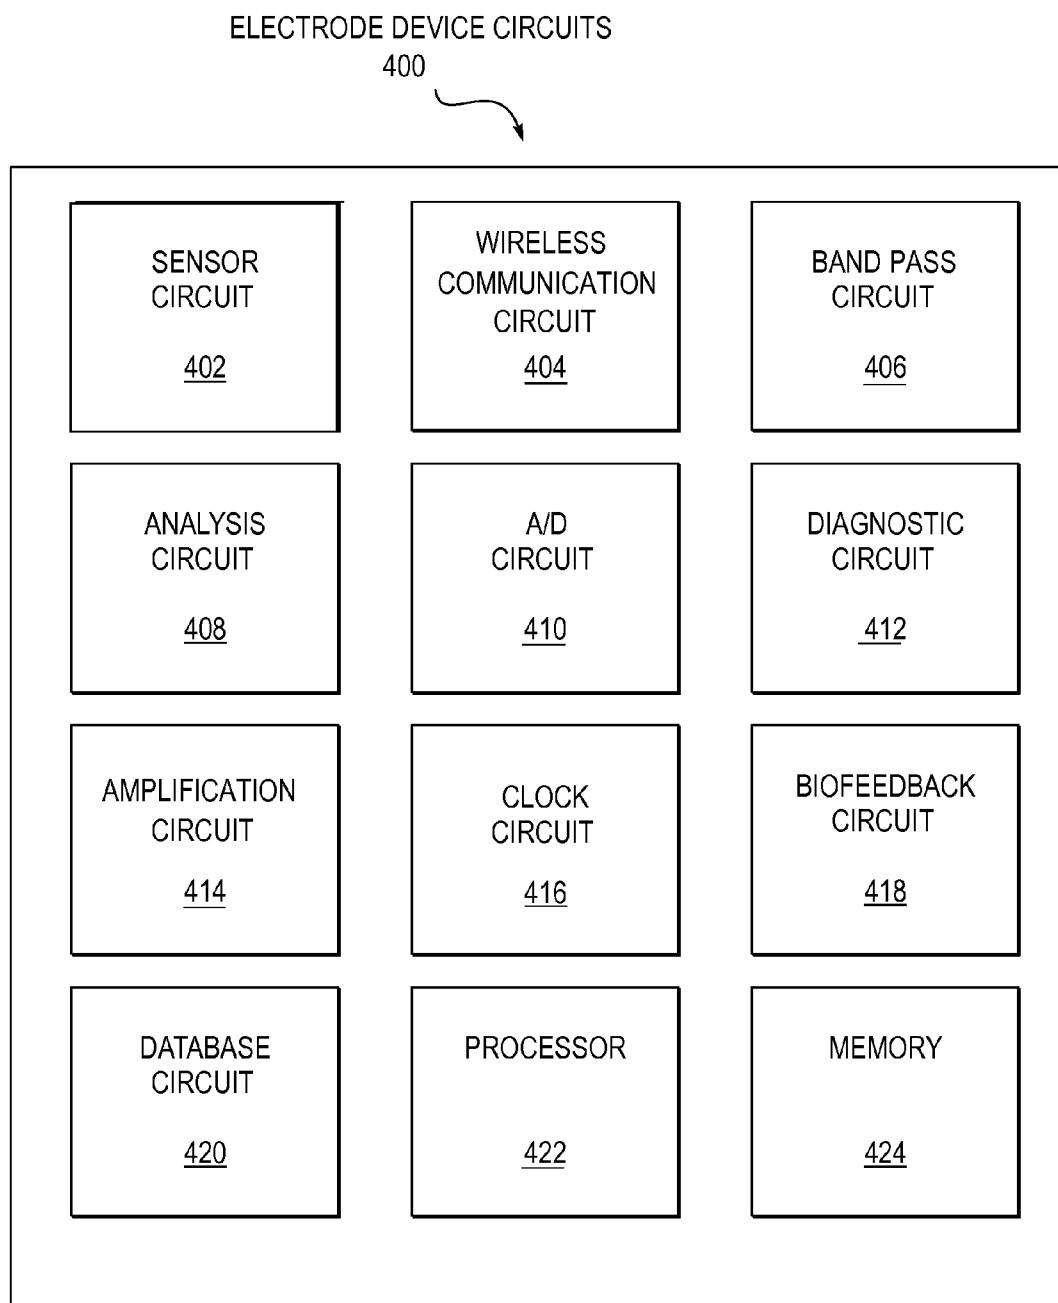 ELECTRODE DEVICE CIRCUITS
400
SENSOR
CIRCUIT
402
WIRELESS
COMMUNICATION
CIRCUIT
404
BAND PASS
CIRCUIT
406
ANALYSIS
CIRCUIT
408
A/D
CIRCUIT
410
DIAGNOSTIC
CIRCUIT
412
AMPLIFICATION
CIRCUIT
414
CLOCK
CIRCUIT
416
BIOFEEDBACK
CIRCUIT
418
DATABASE
CIRCUIT
420
PROCESSOR
422
MEMORY
424